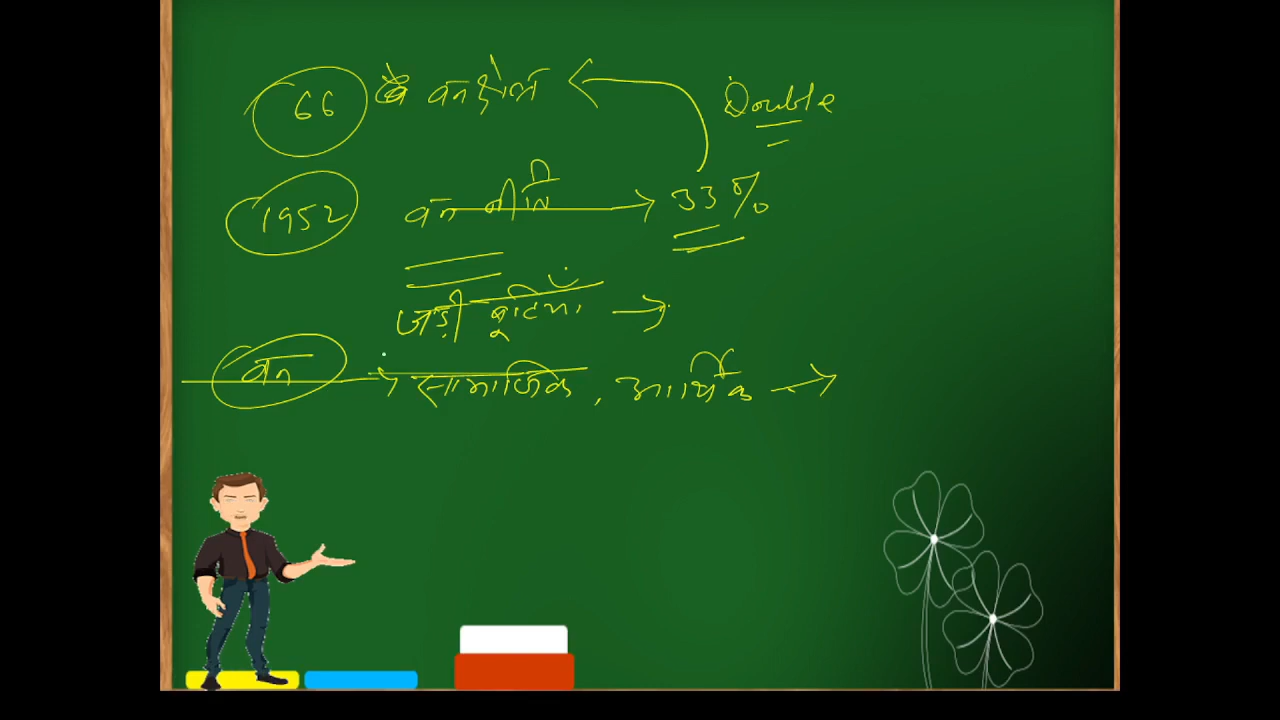 66 वनक्षेत्र Double
1952 वन नीति → 33%
जड़ी बूटियाँ →
वन → सामाजिक, आर्थिक →